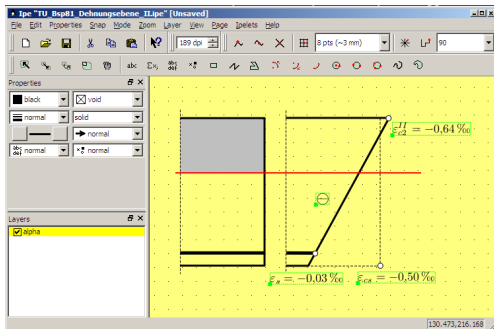 Ipe "TU_Bsp81_Dehnungsebene_II.ipe" [Unsaved]
File Edit Properties Snap Mode Zoom Layer View Page Ipelets Help
189 dpi 8 pts (~3 mm) 90
abc
Properties
black void
normal solid
normal
normal normal
Layers
alpha
ε_{c2}^{II} = −0,64 ‰
ε_s = −0,03 ‰ ε_{cs} = −0,50 ‰
130.473,216.168